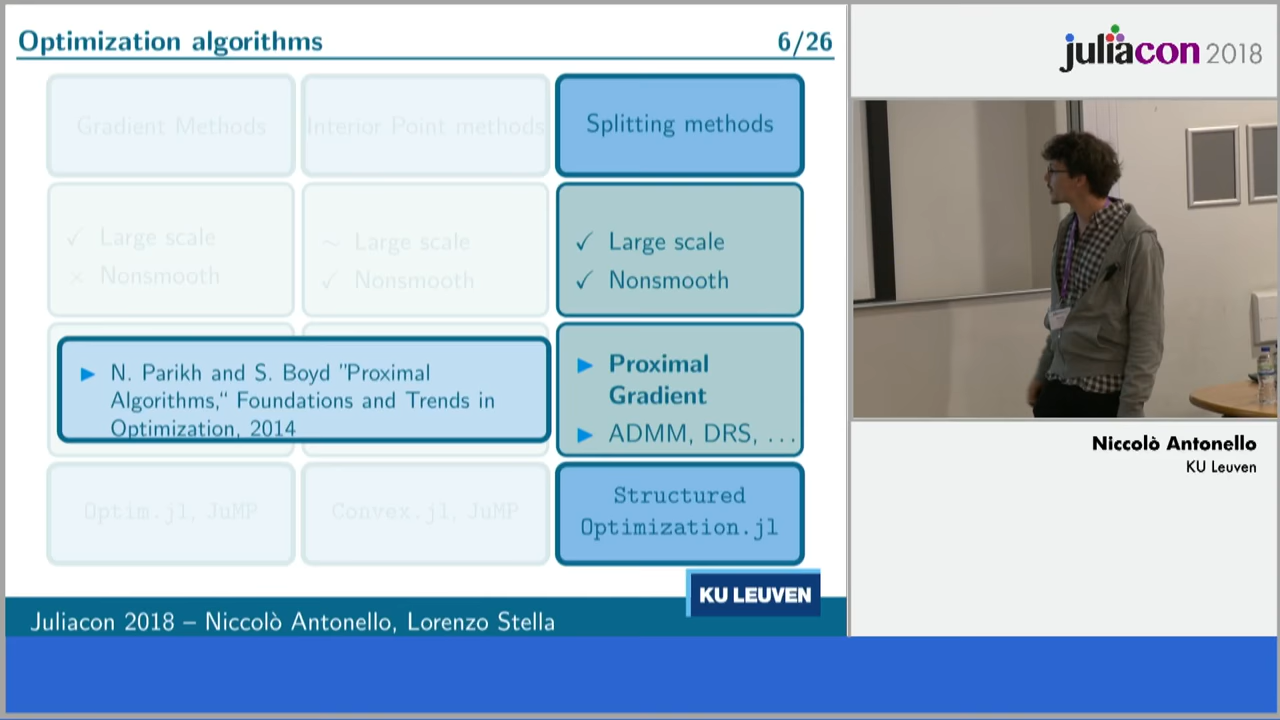 Optimization algorithms 6/26
Gradient Methods
Interior Point methods
Splitting methods
✓ Large scale
× Nonsmooth
~ Large scale
✓ Nonsmooth
✓ Large scale
✓ Nonsmooth
► N. Parikh and S. Boyd "Proximal
Algorithms,“ Foundations and Trends in
Optimization, 2014
► Proximal
Gradient
► ADMM, DRS, ...
Optim.jl, JuMP
Convex.jl, JuMP
Structured
Optimization.jl
KU LEUVEN
Juliacon 2018 – Niccolò Antonello, Lorenzo Stella
juliacon 2018
Niccolò Antonello
KU Leuven